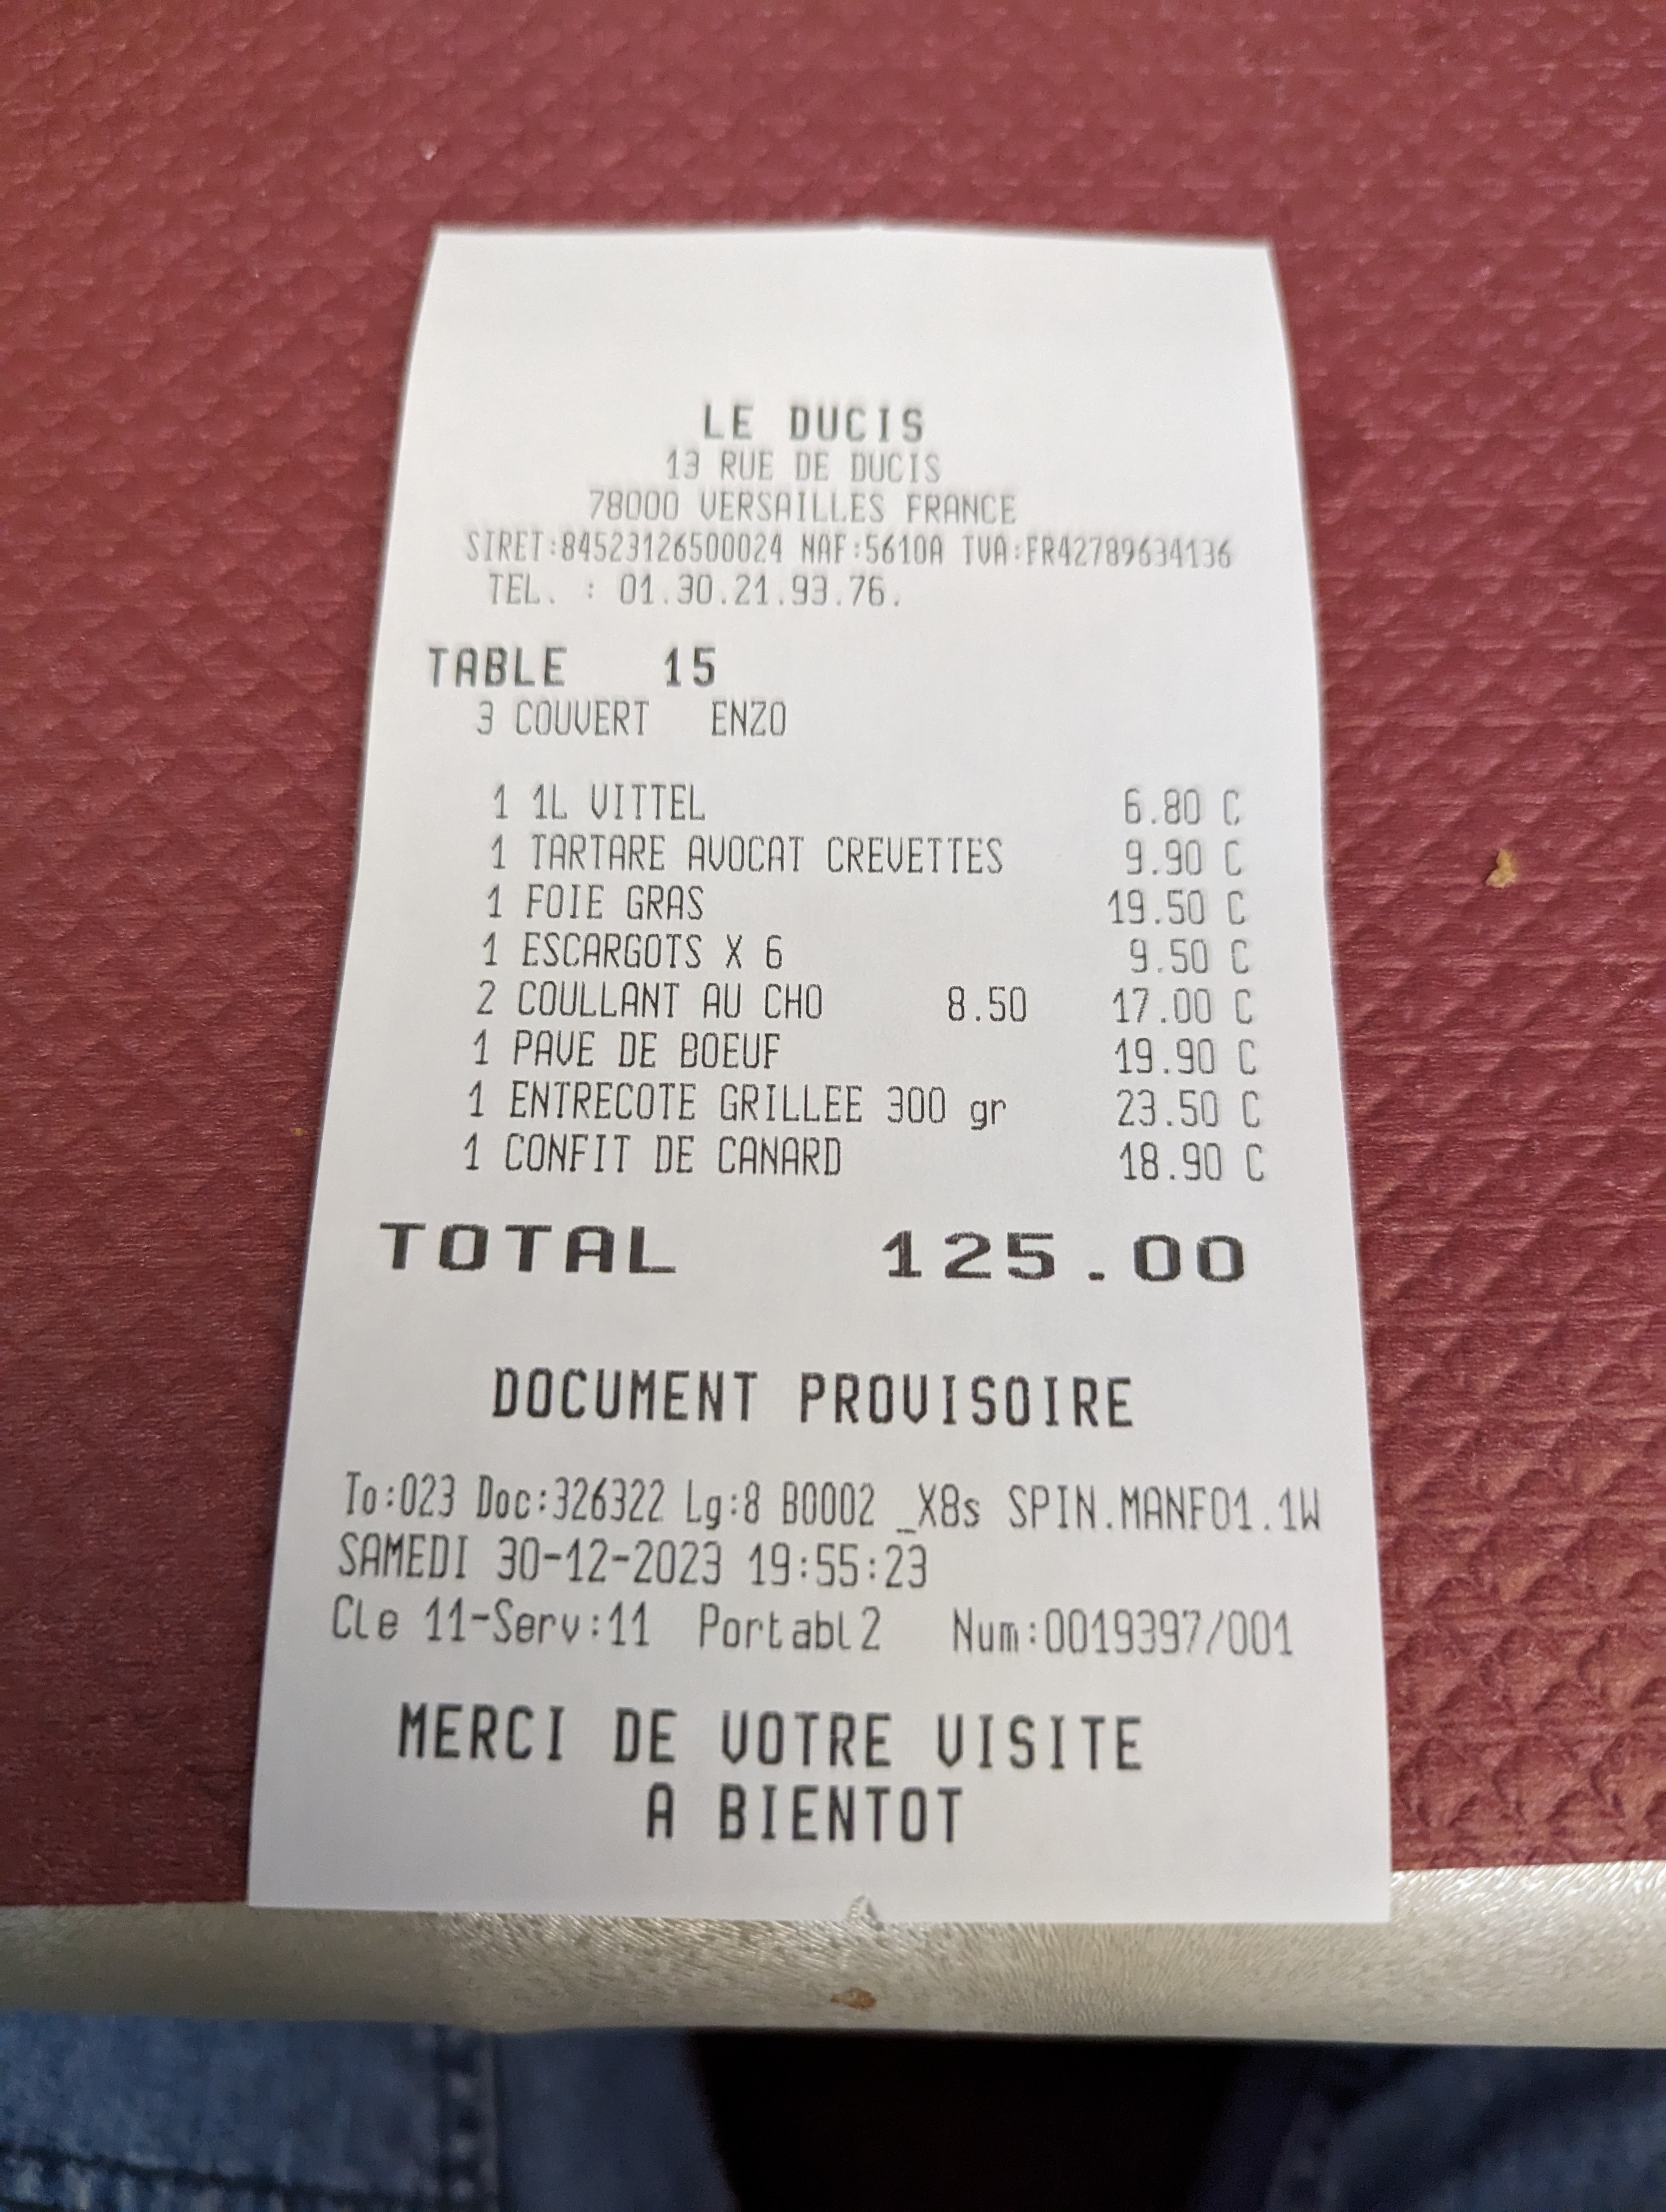 LE DUCIS
13 RUE DE DUCIS
78000 VERSAILLES FRANCE
SIRET:84523126500024 NAF:5610A TVA:FR42789634136
TEL. : 01.30.21.93.76.
TABLE 15
3 COUVERT ENZO
1 1L VITTEL 6.80 C
1 TARTARE AVOCAT CREVETTES 9.90 C
1 FOIE GRAS 19.50 C
1 ESCARGOTS X 6 9.50 C
2 COULLANT AU CHO 8.50 17.00 C
1 PAVE DE BOEUF 19.90 C
1 ENTRECOTE GRILLEE 300 gr 23.50 C
1 CONFIT DE CANARD 18.90 C
TOTAL 125.00
DOCUMENT PROVISOIRE
To:023 Doc:326322 Lg:8 B0002 _X8s SPIN.MANF01.1W
SAMEDI 30-12-2023 19:55:23
Cle 11-Serv:11 Portabl2 Num:0019397/001
MERCI DE VOTRE VISITE
A BIENTOT